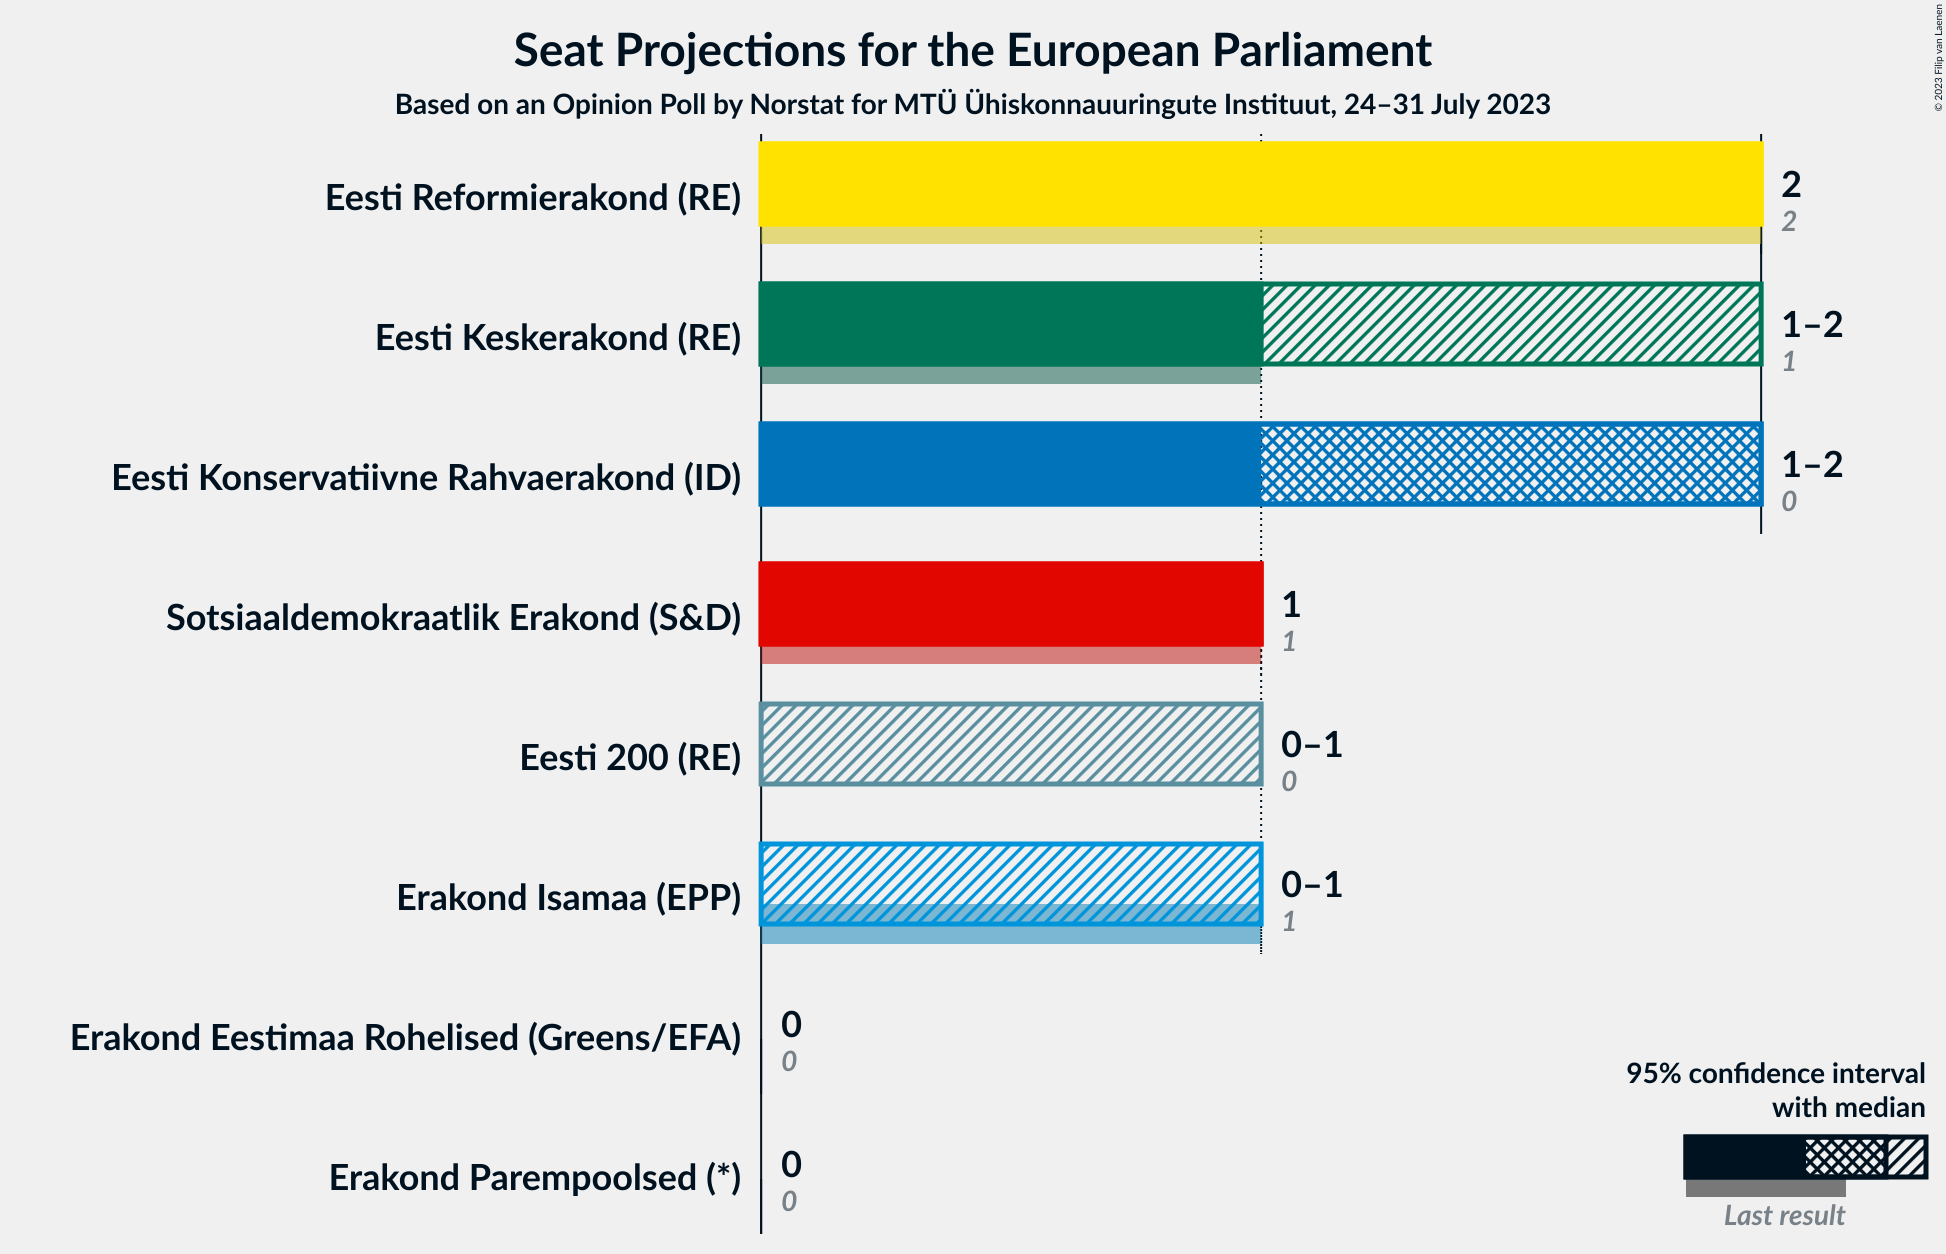 Seat Projections for the European Parliament
Based on an Opinion Poll by Norstat for MTÜ Ühiskonnauuringute Instituut, 24–31 July 2023
© 2023 Filip van Laenen
Eesti Reformierakond (RE)
2
2
Eesti Keskerakond (RE)
1–2
1
Eesti Konservatiivne Rahvaerakond (ID)
1–2
0
Sotsiaaldemokraatlik Erakond (S&D)
1
1
Eesti 200 (RE)
0–1
0
Erakond Isamaa (EPP)
0–1
1
Erakond Eestimaa Rohelised (Greens/EFA)
0
0
Erakond Parempoolsed (*)
0
0
95% confidence interval
with median
Last result